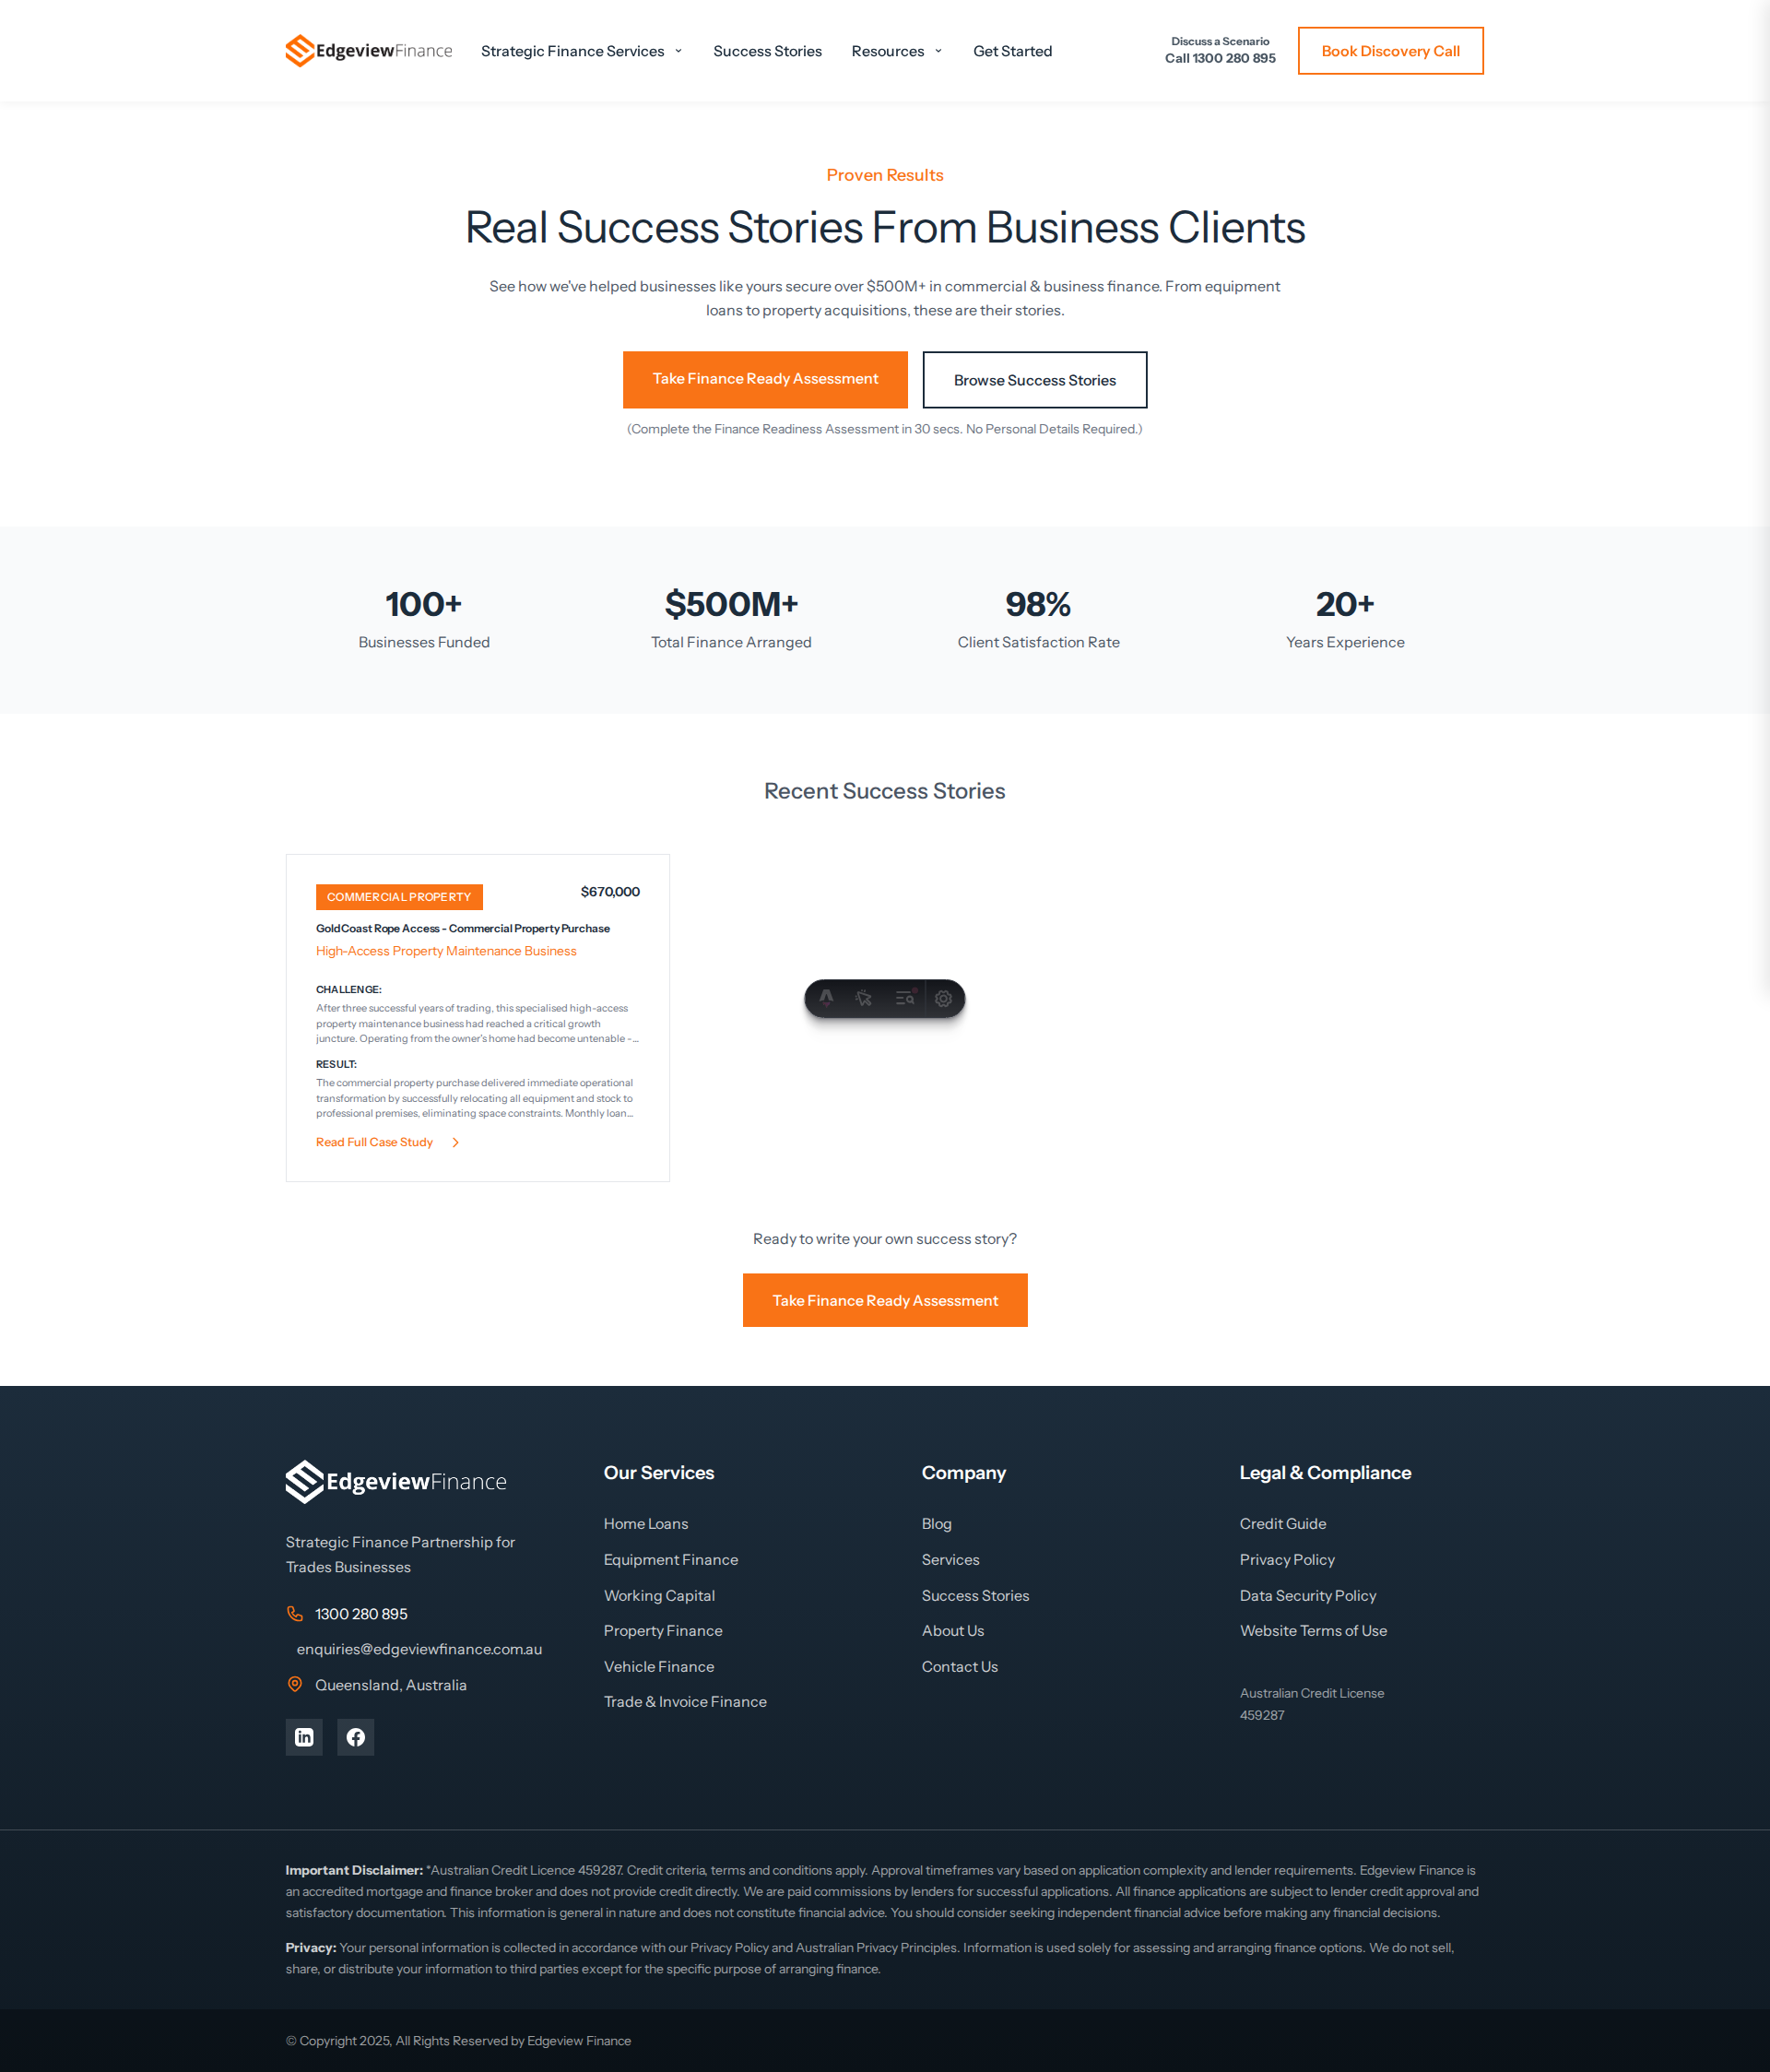 EdgeviewFinance
Strategic Finance Services
Success Stories
Resources
Get Started
Discuss a Scenario
Call 1300 280 895
Book Discovery Call
Proven Results
Real Success Stories From Business Clients
See how we've helped businesses like yours secure over $500M+ in commercial & business finance. From equipment
loans to property acquisitions, these are their stories.
Take Finance Ready Assessment
Browse Success Stories
(Complete the Finance Readiness Assessment in 30 secs. No Personal Details Required.)
100+
Businesses Funded
$500M+
Total Finance Arranged
98%
Client Satisfaction Rate
20+
Years Experience
Recent Success Stories
COMMERCIAL PROPERTY
$670,000
GoldCoast Rope Access - Commercial Property Purchase
High-Access Property Maintenance Business
CHALLENGE:
After three successful years of trading, this specialised high-access
property maintenance business had reached a critical growth
juncture. Operating from the owner's home had become untenable -...
RESULT:
The commercial property purchase delivered immediate operational
transformation by successfully relocating all equipment and stock to
professional premises, eliminating space constraints. Monthly loan...
Read Full Case Study
Ready to write your own success story?
Take Finance Ready Assessment
EdgeviewFinance
Strategic Finance Partnership for
Trades Businesses
1300 280 895
enquiries@edgeviewfinance.com.au
Queensland, Australia
Our Services
Home Loans
Equipment Finance
Working Capital
Property Finance
Vehicle Finance
Trade & Invoice Finance
Company
Blog
Services
Success Stories
About Us
Contact Us
Legal & Compliance
Credit Guide
Privacy Policy
Data Security Policy
Website Terms of Use
Australian Credit License
459287
Important Disclaimer: *Australian Credit Licence 459287. Credit criteria, terms and conditions apply. Approval timeframes vary based on application complexity and lender requirements. Edgeview Finance is
an accredited mortgage and finance broker and does not provide credit directly. We are paid commissions by lenders for successful applications. All finance applications are subject to lender credit approval and
satisfactory documentation. This information is general in nature and does not constitute financial advice. You should consider seeking independent financial advice before making any financial decisions.
Privacy: Your personal information is collected in accordance with our Privacy Policy and Australian Privacy Principles. Information is used solely for assessing and arranging finance options. We do not sell,
share, or distribute your information to third parties except for the specific purpose of arranging finance.
© Copyright 2025, All Rights Reserved by Edgeview Finance